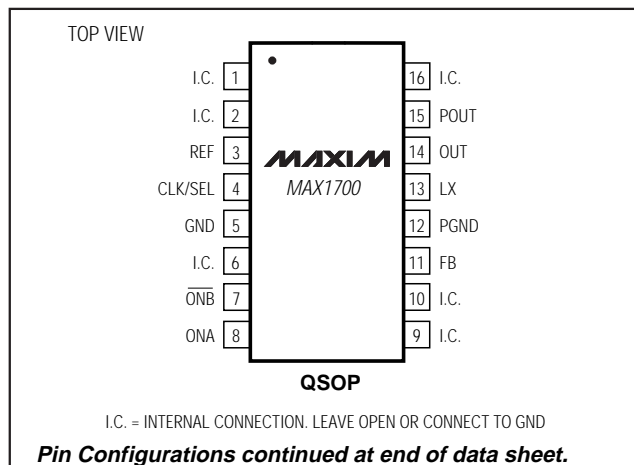 TOP VIEW
I.C. 1
I.C. 2
REF 3
CLK/SEL 4
GND 5
I.C. 6
ONB 7
ONA 8
MAXIM
MAX1700
16 I.C.
15 POUT
14 OUT
13 LX
12 PGND
11 FB
10 I.C.
9 I.C.
QSOP
I.C. = INTERNAL CONNECTION. LEAVE OPEN OR CONNECT TO GND
Pin Configurations continued at end of data sheet.